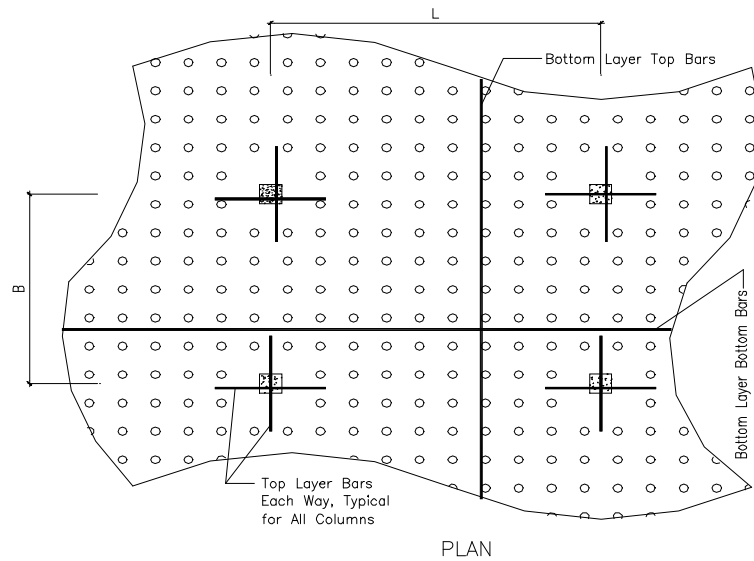 L
Bottom Layer Top Bars
B
Bottom Layer Bottom Bars
Top Layer Bars
Each Way, Typical
for All Columns
PLAN